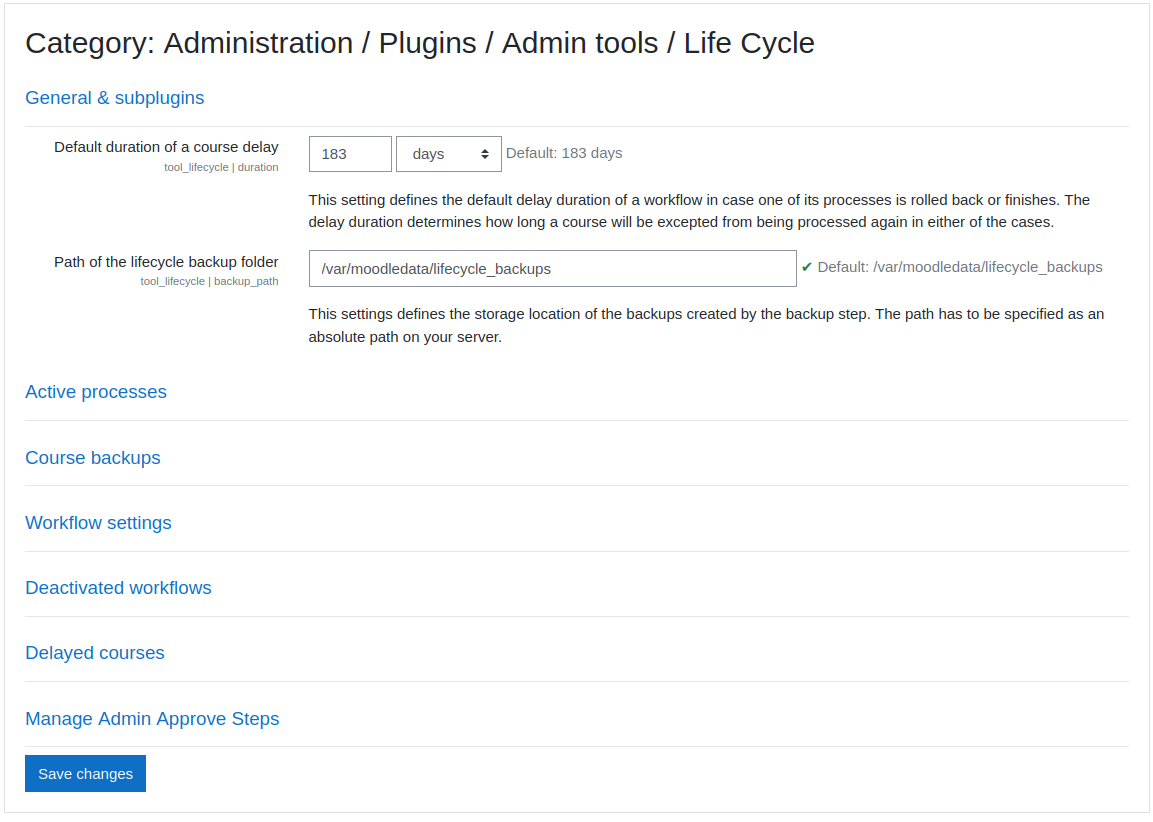 Category: Administration / Plugins / Admin tools / Life Cycle
General & subplugins
Default duration of a course delay
tool_lifecycle | duration
183 days Default: 183 days
This setting defines the default delay duration of a workflow in case one of its processes is rolled back or finishes. The
delay duration determines how long a course will be excepted from being processed again in either of the cases.
Path of the lifecycle backup folder
tool_lifecycle | backup_path
/var/moodledata/lifecycle_backups ✔ Default: /var/moodledata/lifecycle_backups
This settings defines the storage location of the backups created by the backup step. The path has to be specified as an
absolute path on your server.
Active processes
Course backups
Workflow settings
Deactivated workflows
Delayed courses
Manage Admin Approve Steps
Save changes